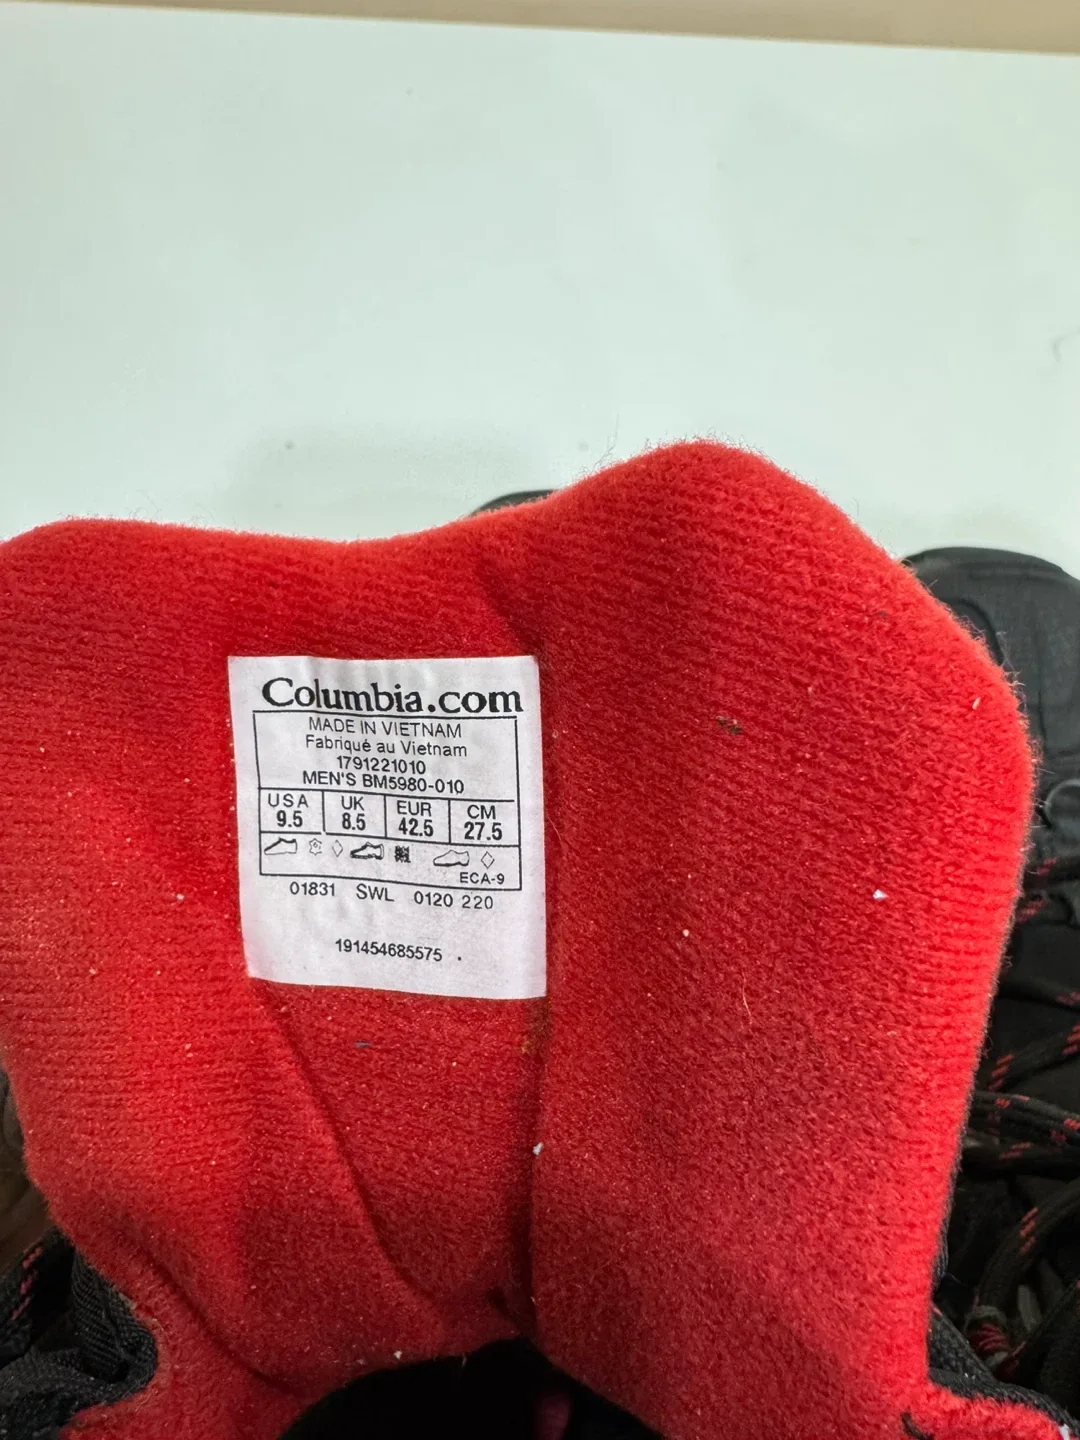 Columbia.com
MADE IN VIETNAM
Fabriqué au Vietnam
1791221010
MEN'S BM5980-010
USA UK EUR CM
9.5 8.5 42.5 27.5
ECA-9
01831 SWL 0120 220
191454685575 .